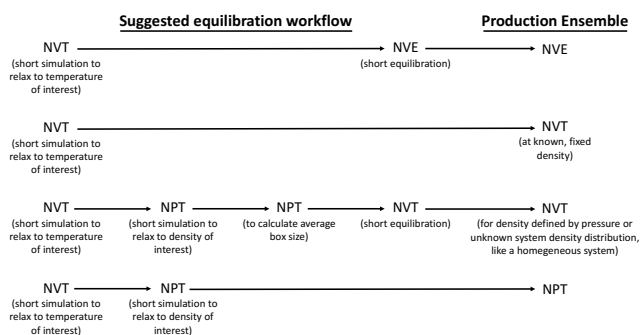 Suggested equilibration workflow
Production Ensemble
NVT
NVE
NVE
(short simulation to
relax to temperature
of interest)
(short equilibration)
NVT
NVT
(short simulation to
relax to temperature
of interest)
(at known, fixed
density)
NVT
NPT
NPT
NVT
NVT
(short simulation to
relax to temperature
of interest)
(short simulation to
relax to density of
interest)
(to calculate average
box size)
(short equilibration)
(for density defined by pressure or
unknown system density distribution,
like a homegeneous system)
NVT
NPT
NPT
(short simulation to
relax to temperature
of interest)
(short simulation to
relax to density of
interest)